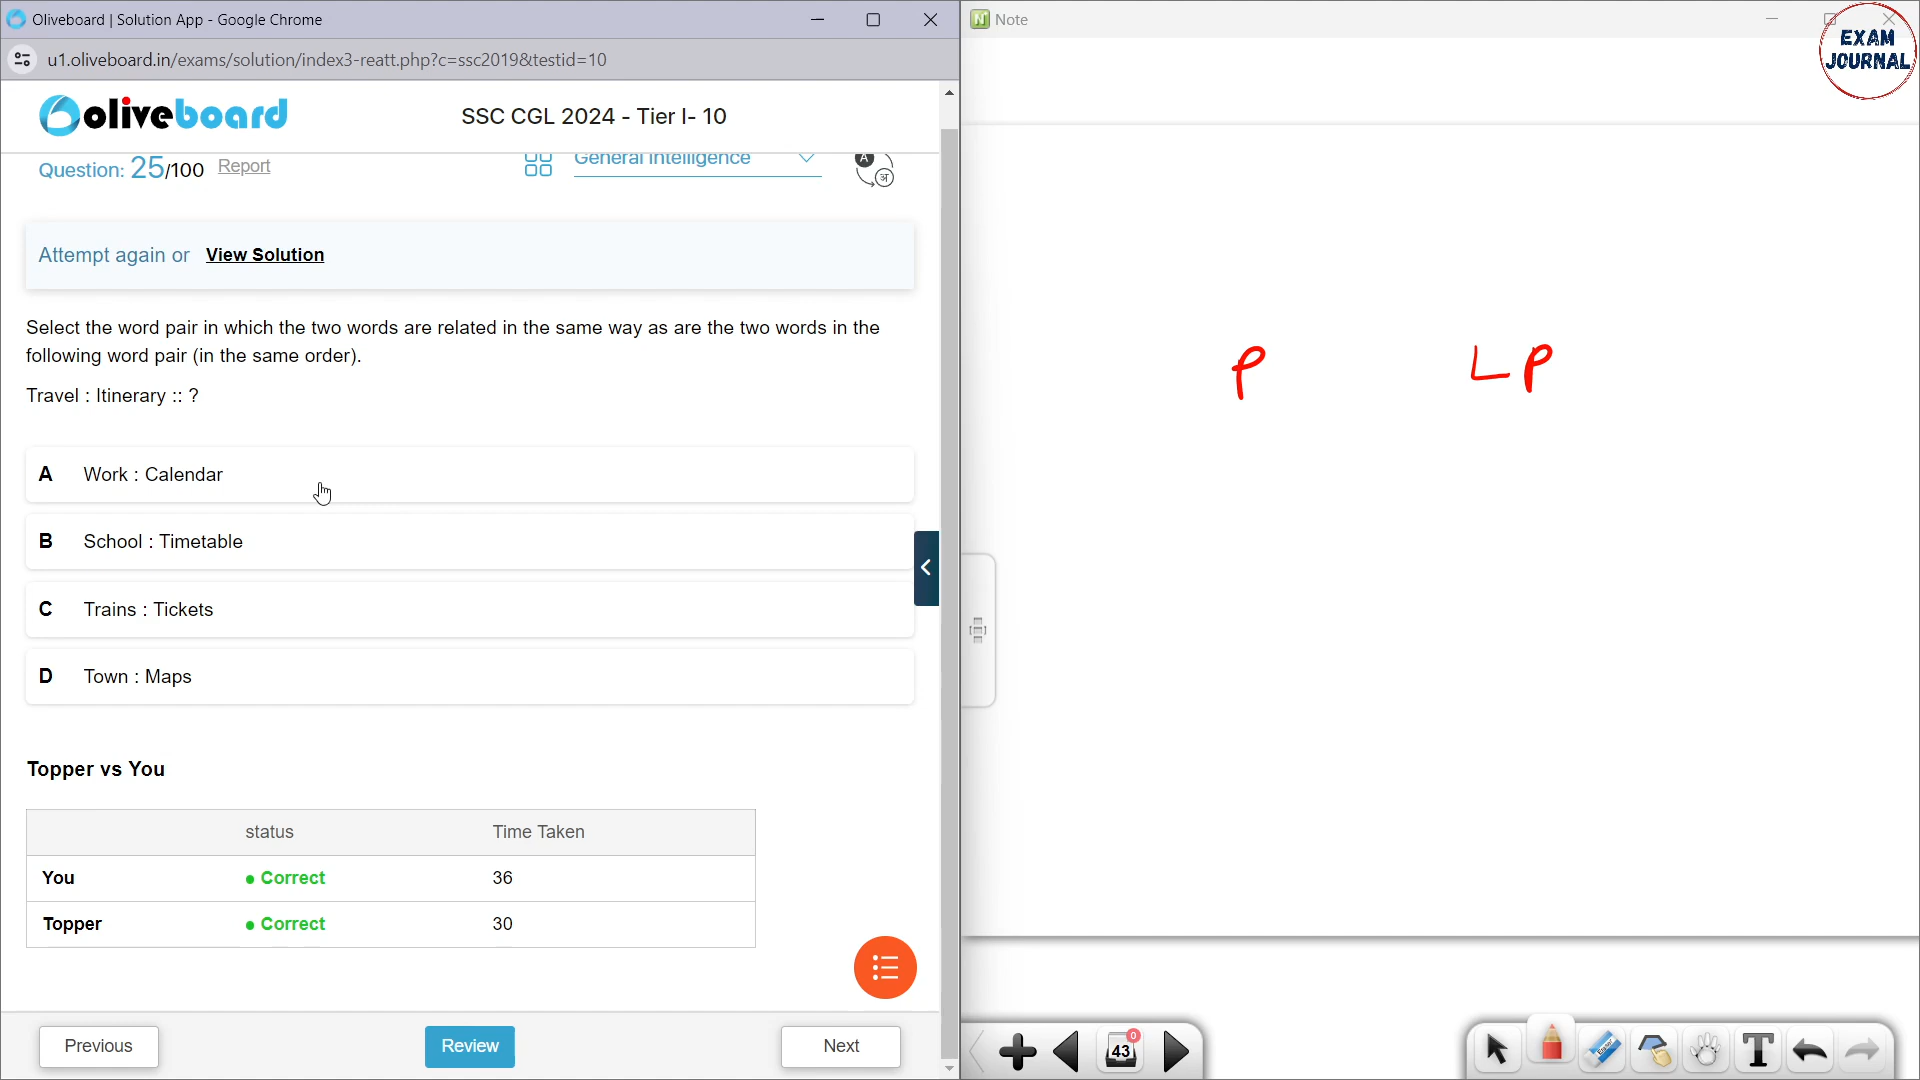 Oliveboard | Solution App - Google Chrome
u1.oliveboard.in/exams/solution/index3-reatt.php?c=ssc2019&testid=10
oliveboard
SSC CGL 2024 - Tier I- 10
Question: 25/100 Report
General Intelligence
A
अ
Attempt again or View Solution
Select the word pair in which the two words are related in the same way as are the two words in the
following word pair (in the same order).
Travel : Itinerary :: ?
A Work : Calendar
B School : Timetable
C Trains : Tickets
D Town : Maps
Topper vs You
status Time Taken
You Correct 36
Topper Correct 30
Previous Review Next
N Note
EXAM
JOURNAL
P LP
43
0
T